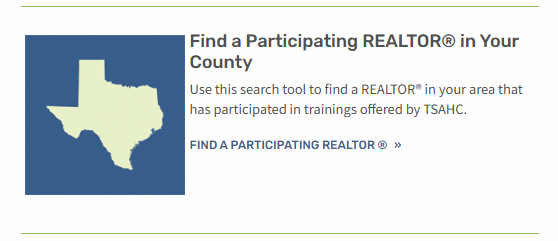 Find a Participating REALTOR® in Your
County
Use this search tool to find a REALTOR® in your area that
has participated in trainings offered by TSAHC.
FIND A PARTICIPATING REALTOR ® »